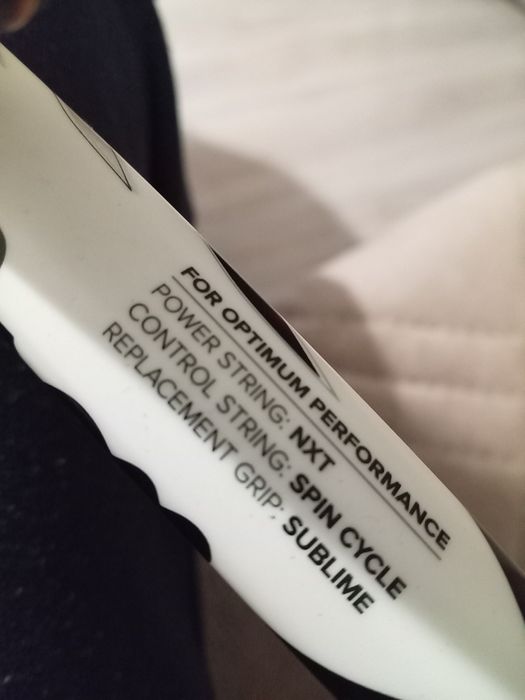 FOR OPTIMUM PERFORMANCE
POWER STRING: NXT
CONTROL STRING: SPIN CYCLE
REPLACEMENT GRIP: SUBLIME